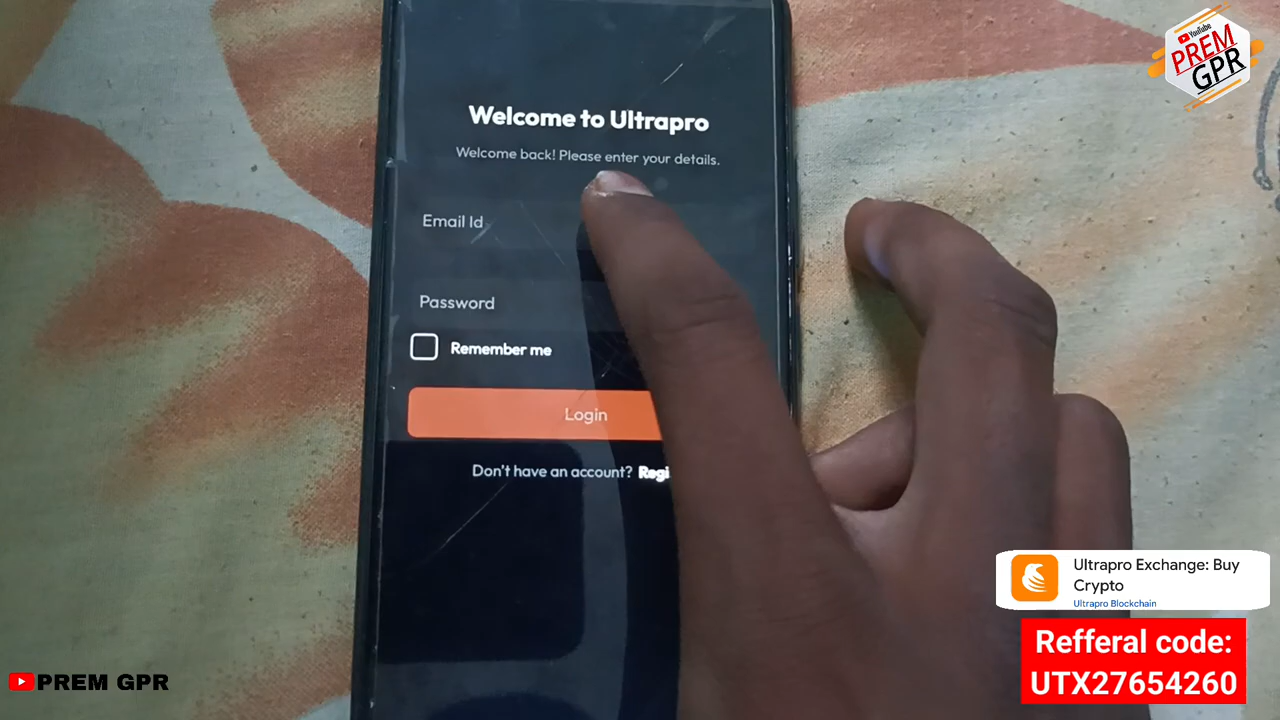 YouTube
PREM
GPR
Welcome to Ultrapro
Welcome back! Please enter your details.
Email Id
Password
Remember me
Login
Don't have an account? Regi
Ultrapro Exchange: Buy
Crypto
Ultrapro Blockchain
Refferal code:
UTX27654260
PREM GPR